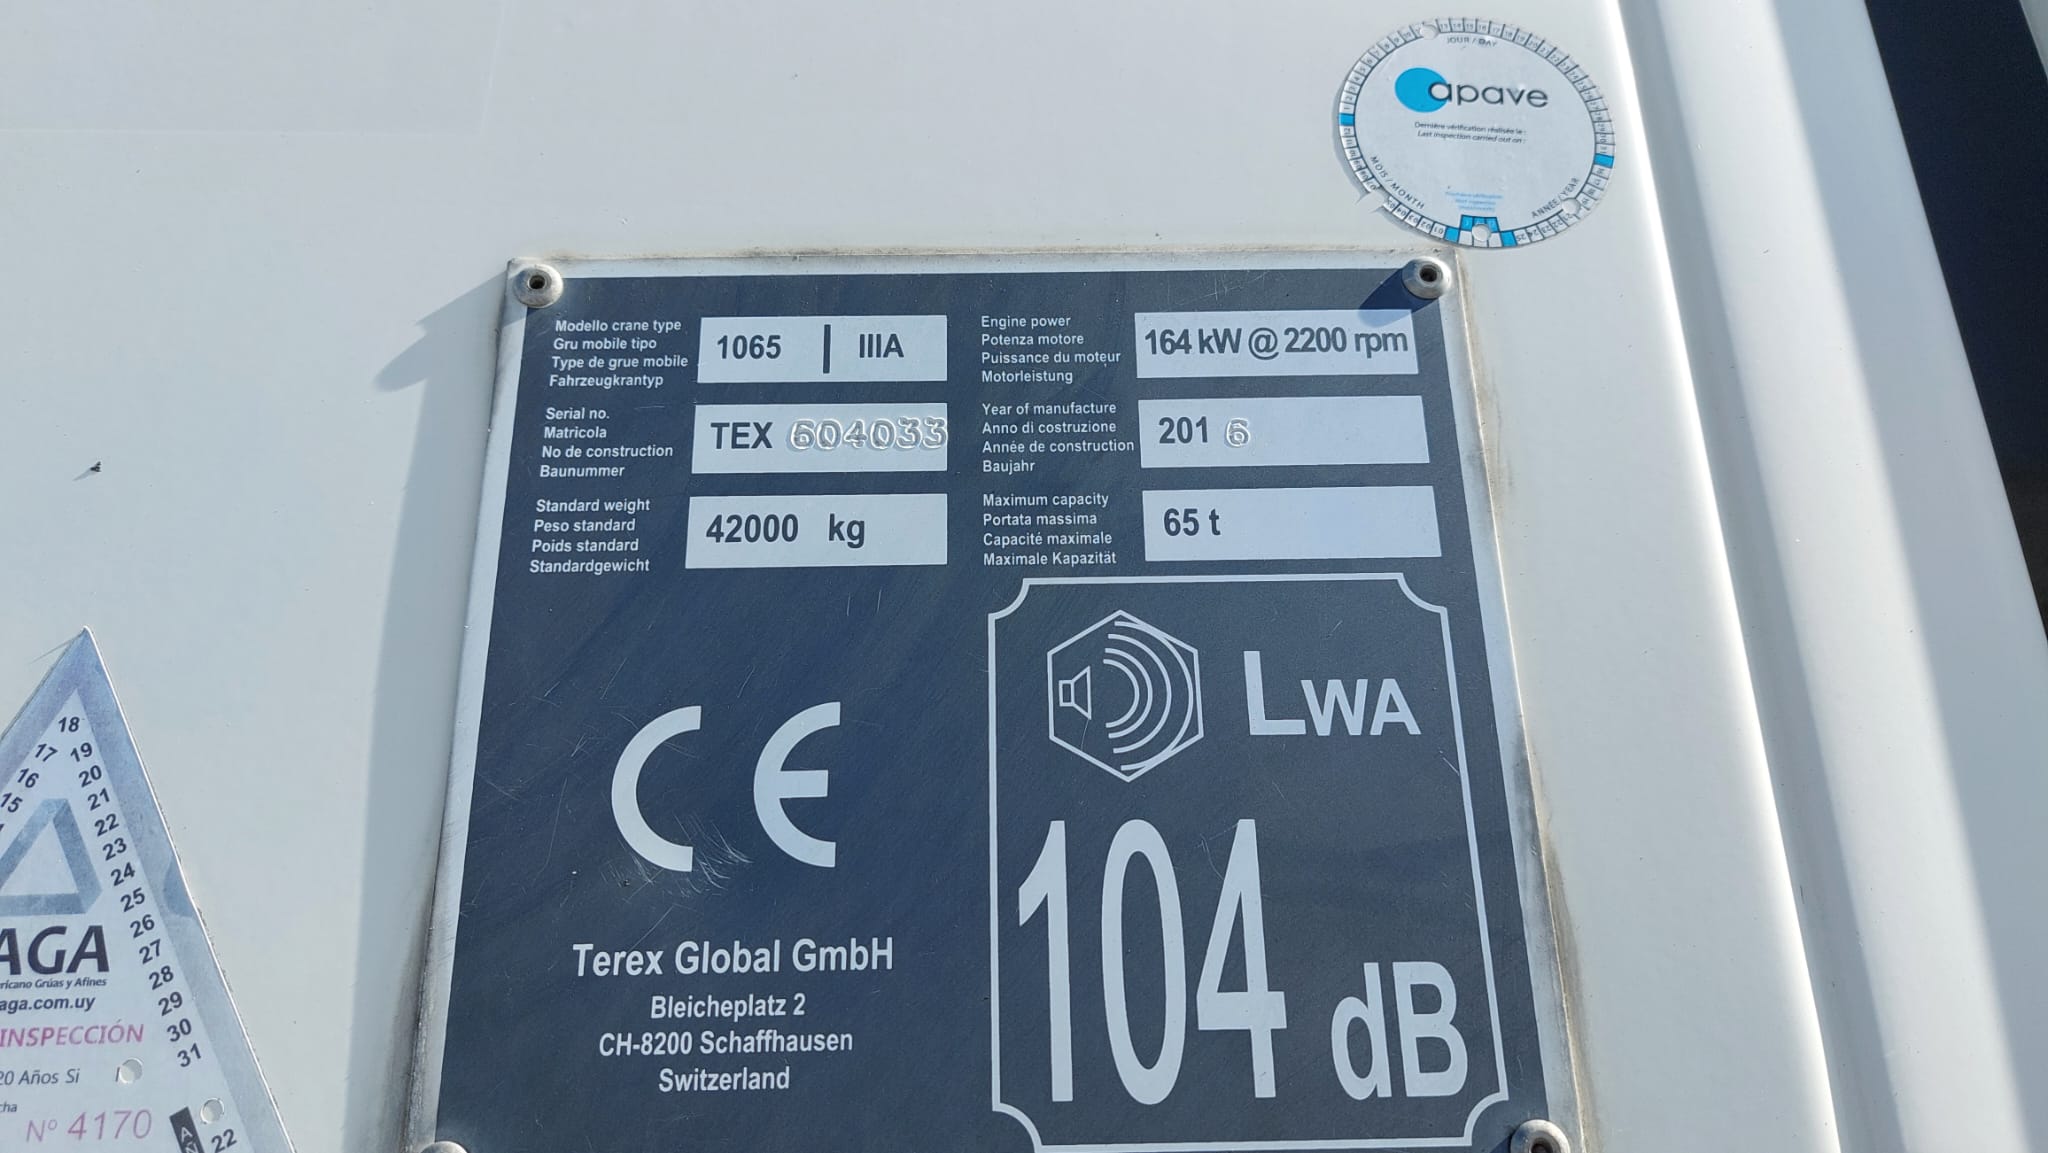 JOUR / DAY
apave
Dernière vérification réalisée le :
Last inspection carried out on :
MOIS / MONTH
ANNÉE / YEAR
Modello crane type
Gru mobile tipo
Type de grue mobile
Fahrzeugkrantyp
1065 | IIIA
Engine power
Potenza motore
Puissance du moteur
Motorleistung
164 kW @ 2200 rpm
Serial no.
Matricola
No de construction
Baunummer
TEX 604033
Year of manufacture
Anno di costruzione
Année de construction
Baujahr
2016
Standard weight
Peso standard
Poids standard
Standardgewicht
42000 kg
Maximum capacity
Portata massima
Capacité maximale
Maximale Kapazität
65 t
CE
LWA
104 dB
Terex Global GmbH
Bleicheplatz 2
CH-8200 Schaffhausen
Switzerland
18
17 19
16 20
15 21
22
23
24
25
26
27
28
29
30
31
AGA
ricano Grúas y Afines
aga.com.uy
INSPECCIÓN
20 Años Si
cha
Nº 4170
22